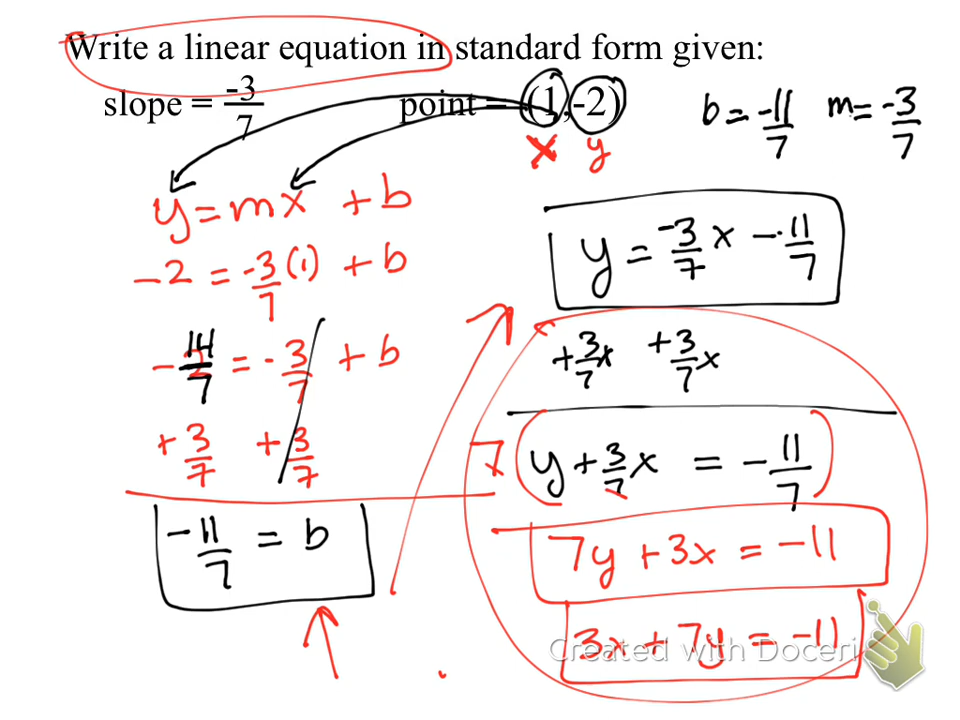 Write a linear equation in standard form given:
slope = -3/7 point = (1,-2)
x y
b = -11/7 m = -3/7
y = mx + b
-2 = -3/7 (1) + b
-14/7 = -3/7 + b
+3/7 +3/7
-11/7 = b
y = -3/7 x - 11/7
+3/7x +3/7x
7(y + 3/7x = -11/7)
7y + 3x = -11
3x + 7y = -11
Created with Doceri